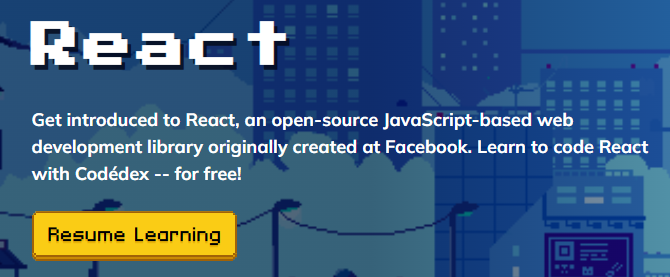 React
Get introduced to React, an open-source JavaScript-based web
development library originally created at Facebook. Learn to code React
with Codédex -- for free!
Resume Learning